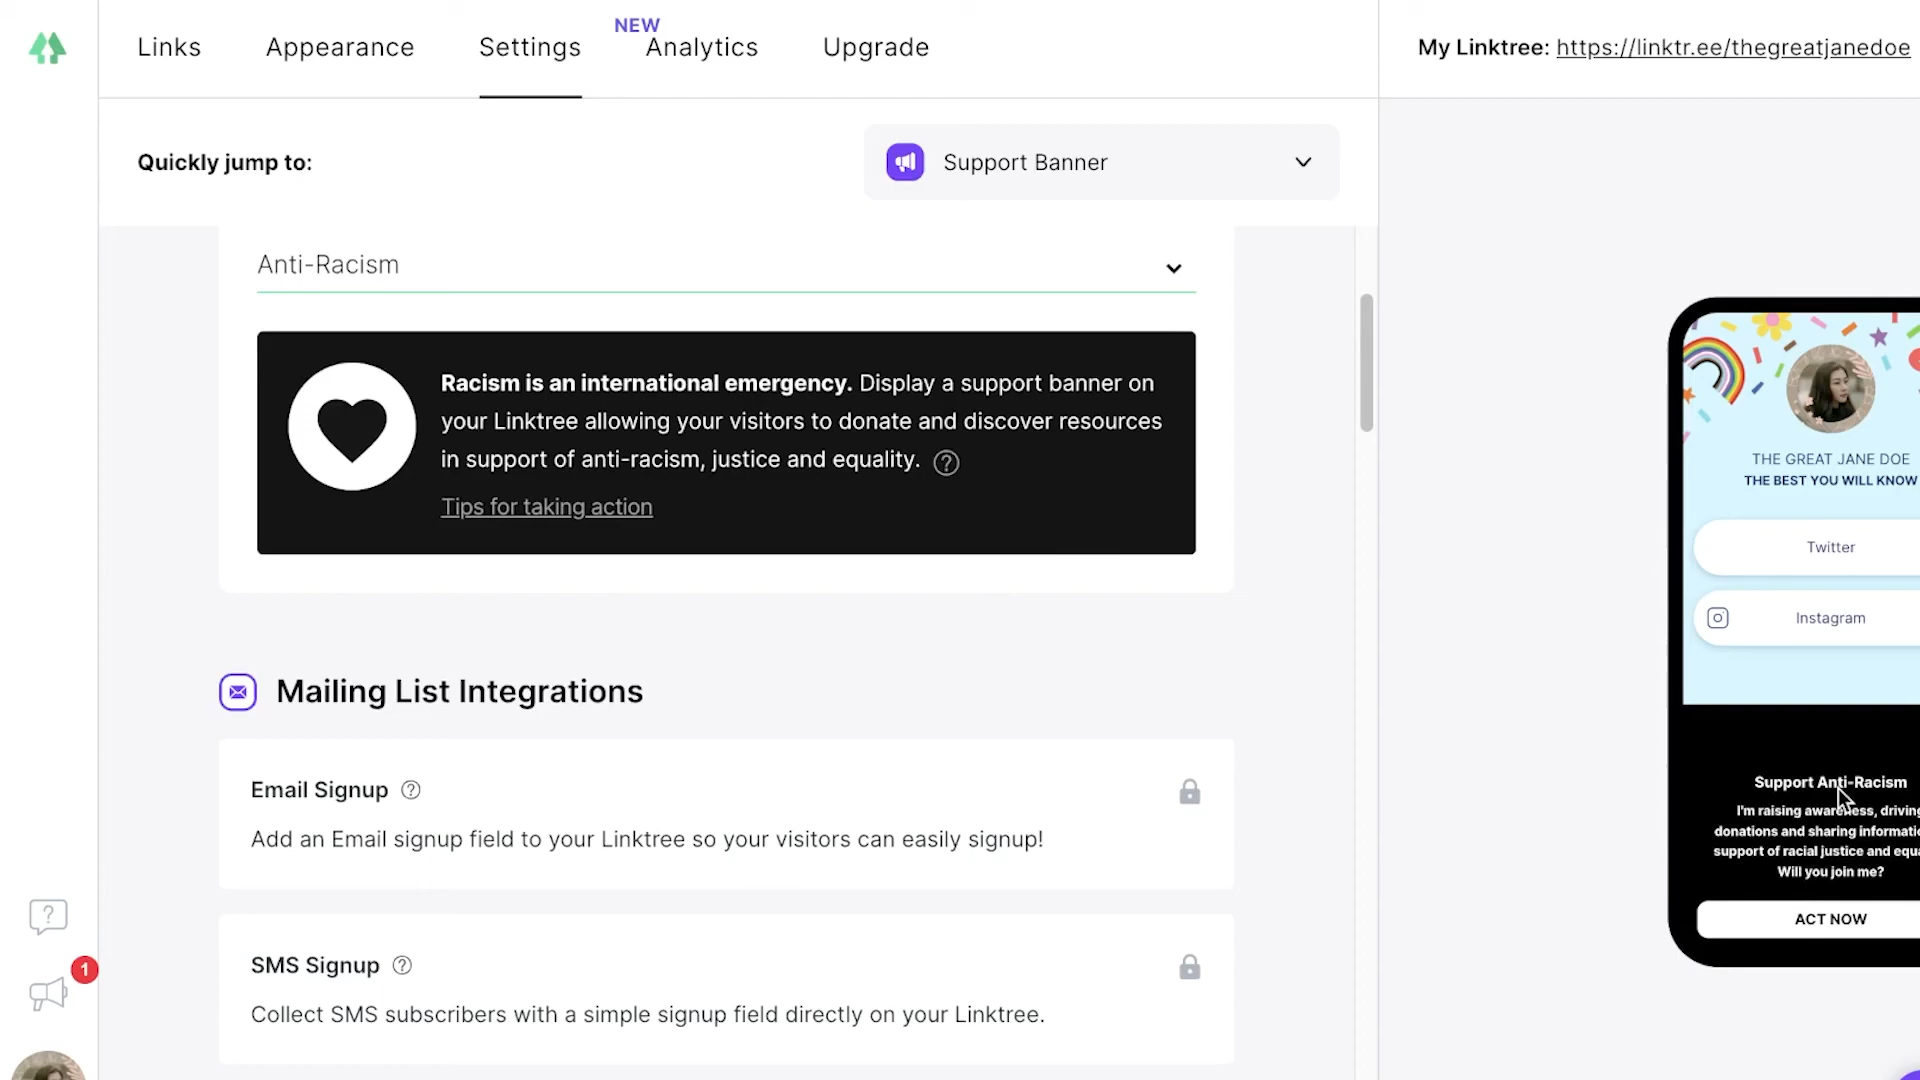 Links
Appearance
Settings
NEW
Analytics
Upgrade
My Linktree: https://linktr.ee/thegreatjanedoe
Quickly jump to:
Support Banner
Anti-Racism
Racism is an international emergency. Display a support banner on
your Linktree allowing your visitors to donate and discover resources
in support of anti-racism, justice and equality. ?
Tips for taking action
Mailing List Integrations
Email Signup ?
Add an Email signup field to your Linktree so your visitors can easily signup!
SMS Signup ?
Collect SMS subscribers with a simple signup field directly on your Linktree.
?
1
THE GREAT JANE DOE
THE BEST YOU WILL KNOW
Twitter
Instagram
Support Anti-Racism
I'm raising awareness, driving
donations and sharing informatio
support of racial justice and equa
Will you join me?
ACT NOW